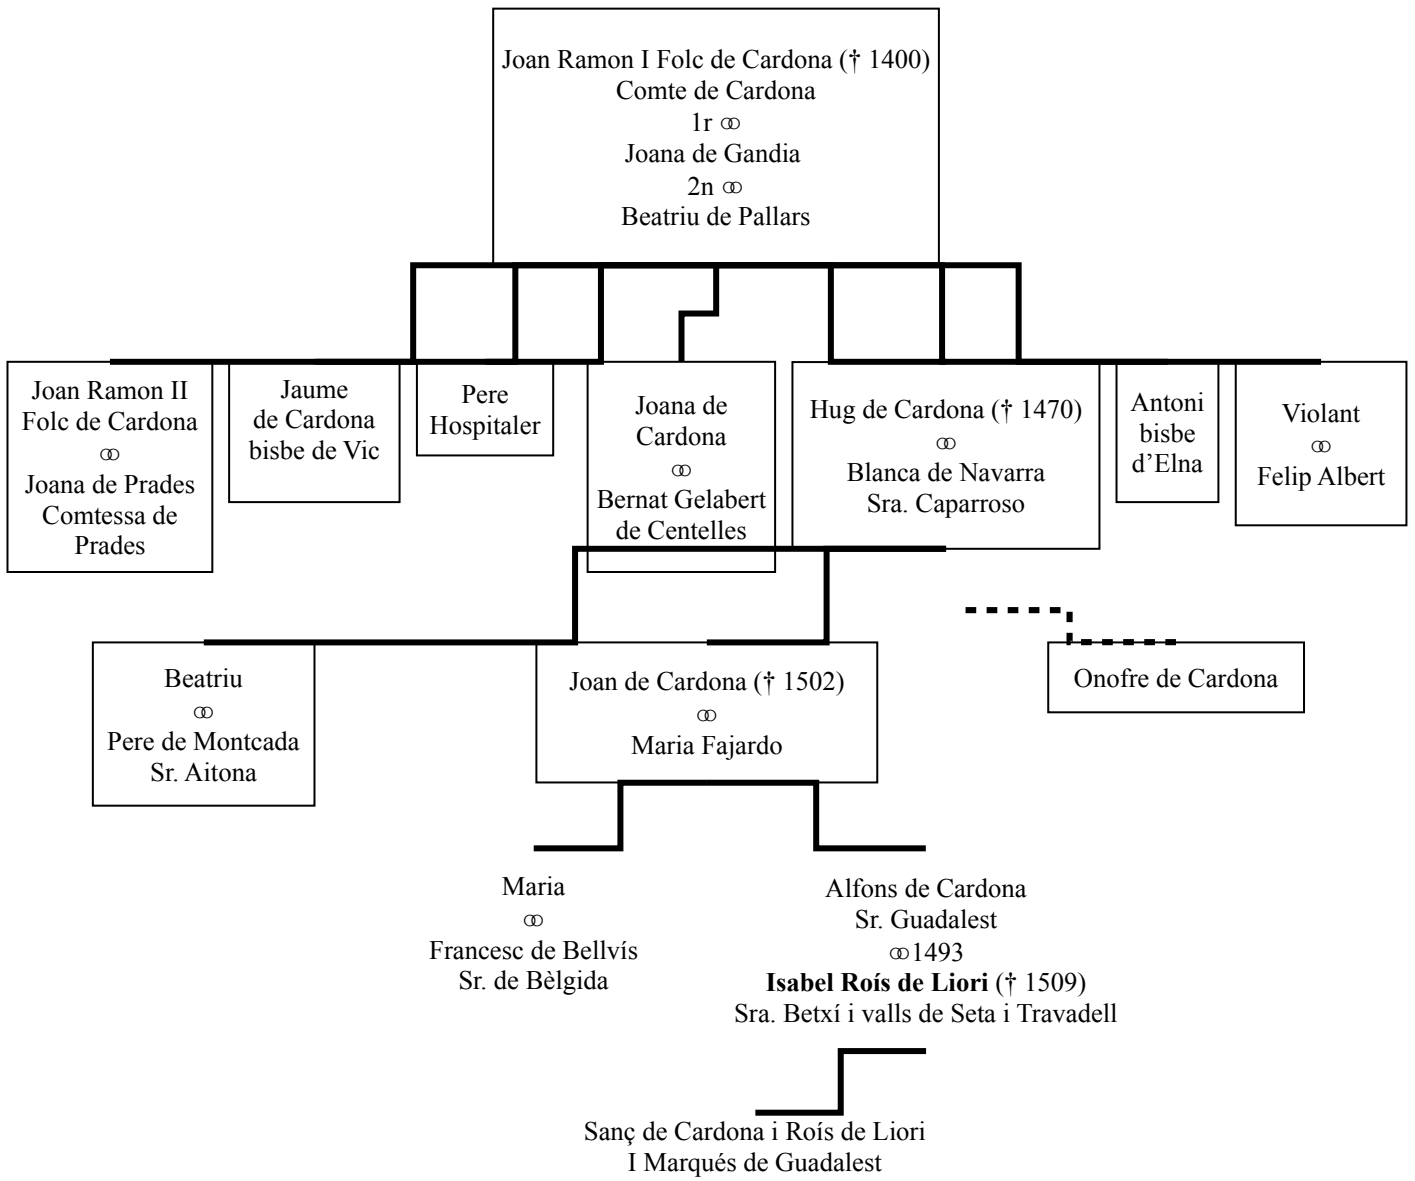 Joan Ramon I Folc de Cardona († 1400)
Comte de Cardona
1r ⚭
Joana de Gandia
2n ⚭
Beatriu de Pallars
Joan Ramon II
Folc de Cardona
⚭
Joana de Prades
Comtessa de
Prades
Jaume
de Cardona
bisbe de Vic
Pere
Hospitaler
Joana de
Cardona
⚭
Bernat Gelabert
de Centelles
Hug de Cardona († 1470)
⚭
Blanca de Navarra
Sra. Caparroso
Antoni
bisbe
d’Elna
Violant
⚭
Felip Albert
Beatriu
⚭
Pere de Montcada
Sr. Aitona
Joan de Cardona († 1502)
⚭
Maria Fajardo
Onofre de Cardona
Maria
⚭
Francesc de Bellvís
Sr. de Bèlgida
Alfons de Cardona
Sr. Guadalest
⚭1493
Isabel Roís de Liori († 1509)
Sra. Betxí i valls de Seta i Travadell
Sanç de Cardona i Roís de Liori
I Marqués de Guadalest